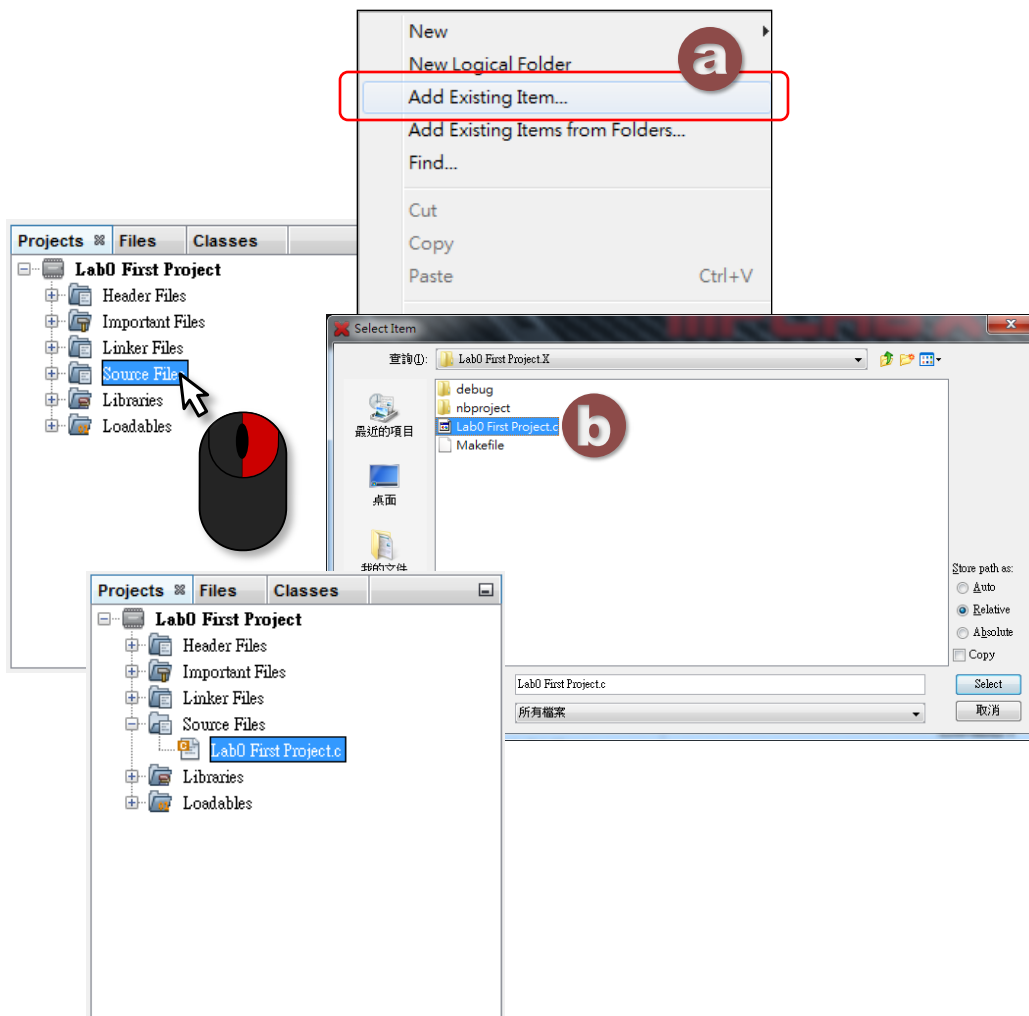 New
New Logical Folder
a
Add Existing Item...
Add Existing Items from Folders...
Find...
Cut
Copy
Paste Ctrl+V
Projects Files Classes
Lab0 First Project
Header Files
Important Files
Linker Files
Source Files
Libraries
Loadables
Select Item
查詢(I): Lab0 First Project.X
debug
nbproject
Lab0 First Project.c
b
Makefile
最近的項目
桌面
我的文件
Store path as:
Auto
Relative
Absolute
Copy
Lab0 First Project.c
Select
所有檔案
取消
Projects Files Classes
Lab0 First Project
Header Files
Important Files
Linker Files
Source Files
Lab0 First Project.c
Libraries
Loadables